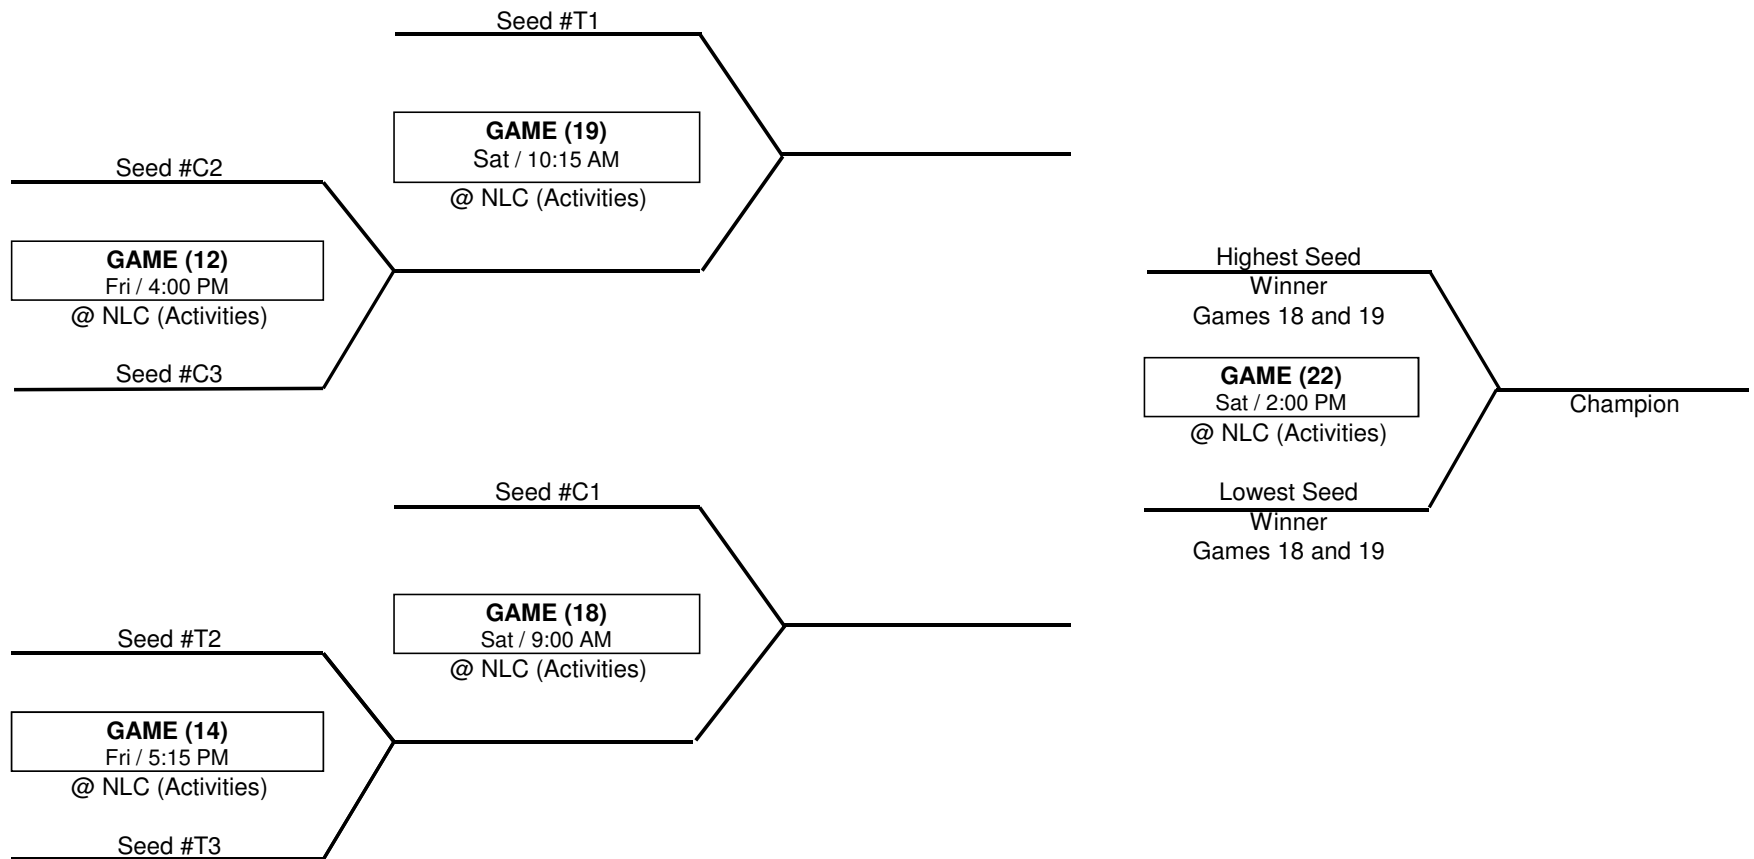 Seed #T1
GAME (19)
Sat / 10:15 AM
@ NLC (Activities)
Seed #C2
GAME (12)
Fri / 4:00 PM
@ NLC (Activities)
Seed #C3
Highest Seed
Winner
Games 18 and 19
GAME (22)
Sat / 2:00 PM
@ NLC (Activities)
Champion
Lowest Seed
Winner
Games 18 and 19
Seed #C1
GAME (18)
Sat / 9:00 AM
@ NLC (Activities)
Seed #T2
GAME (14)
Fri / 5:15 PM
@ NLC (Activities)
Seed #T3